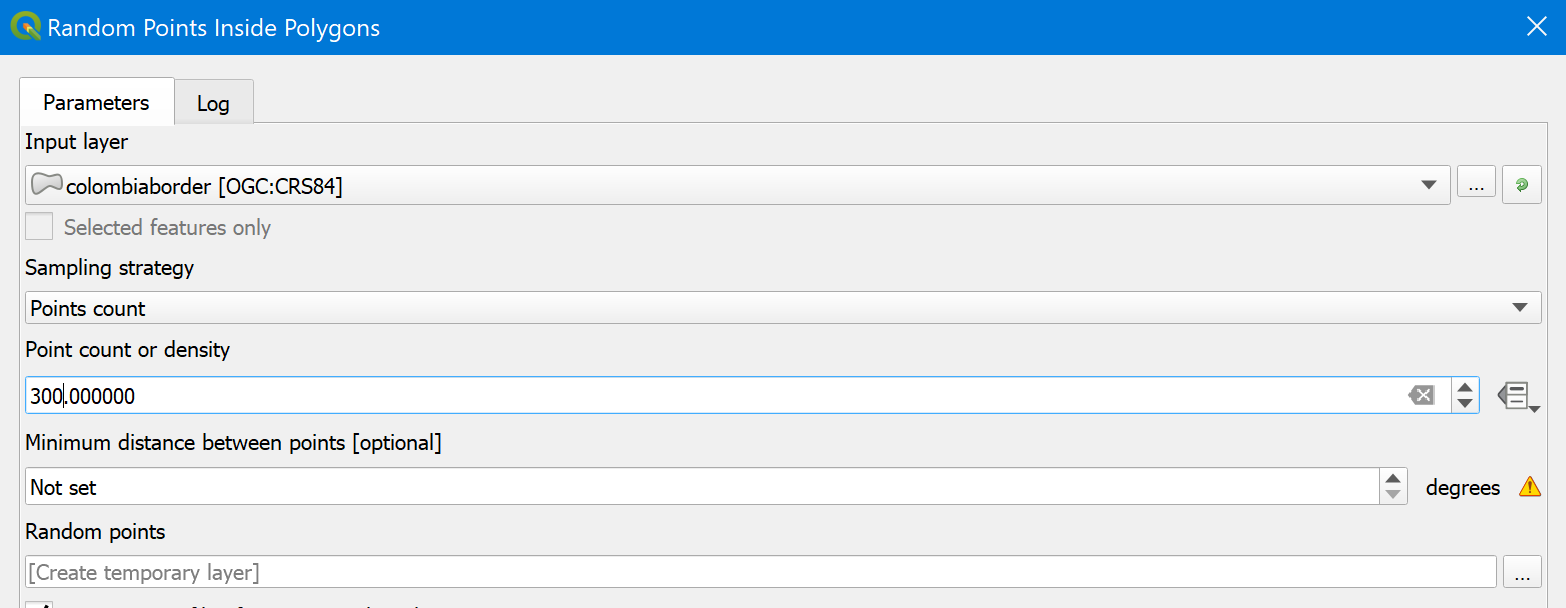 Random Points Inside Polygons
Parameters Log
Input layer
colombiaborder [OGC:CRS84]
...
Selected features only
Sampling strategy
Points count
Point count or density
300.000000
Minimum distance between points [optional]
Not set degrees
Random points
[Create temporary layer]
...